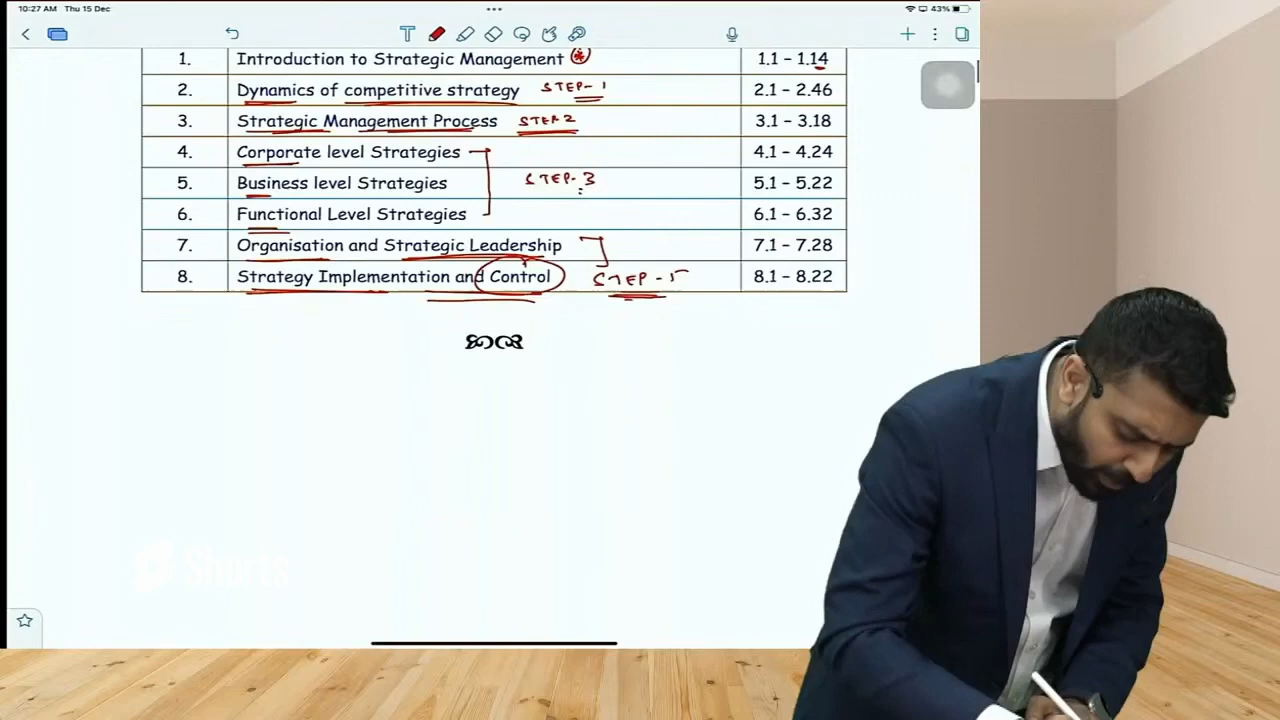 10:27 AM Thu 15 Dec
43%
1. Introduction to Strategic Management 1.1 – 1.14
2. Dynamics of competitive strategy STEP-1 2.1 – 2.46
3. Strategic Management Process STEP2 3.1 – 3.18
4. Corporate level Strategies 4.1 – 4.24
5. Business level Strategies STEP-3 5.1 – 5.22
6. Functional Level Strategies 6.1 – 6.32
7. Organisation and Strategic Leadership 7.1 – 7.28
8. Strategy Implementation and Control STEP-5 8.1 – 8.22
Shorts